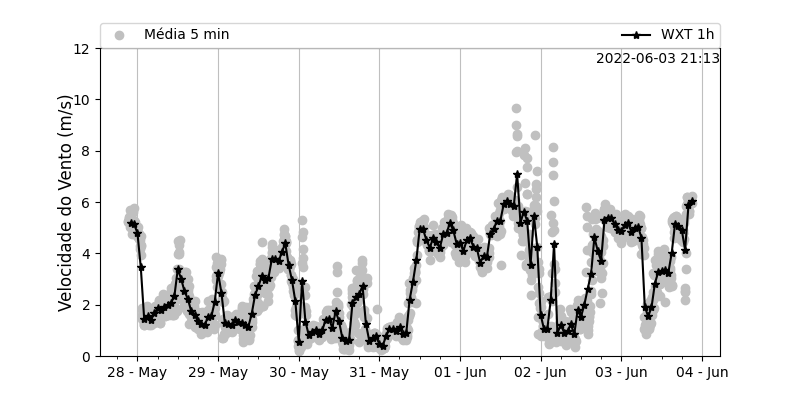 Média 5 min
WXT 1h
2022-06-03 21:13
Velocidade do Vento (m/s)
12
10
8
6
4
2
0
28 - May
29 - May
30 - May
31 - May
01 - Jun
02 - Jun
03 - Jun
04 - Jun